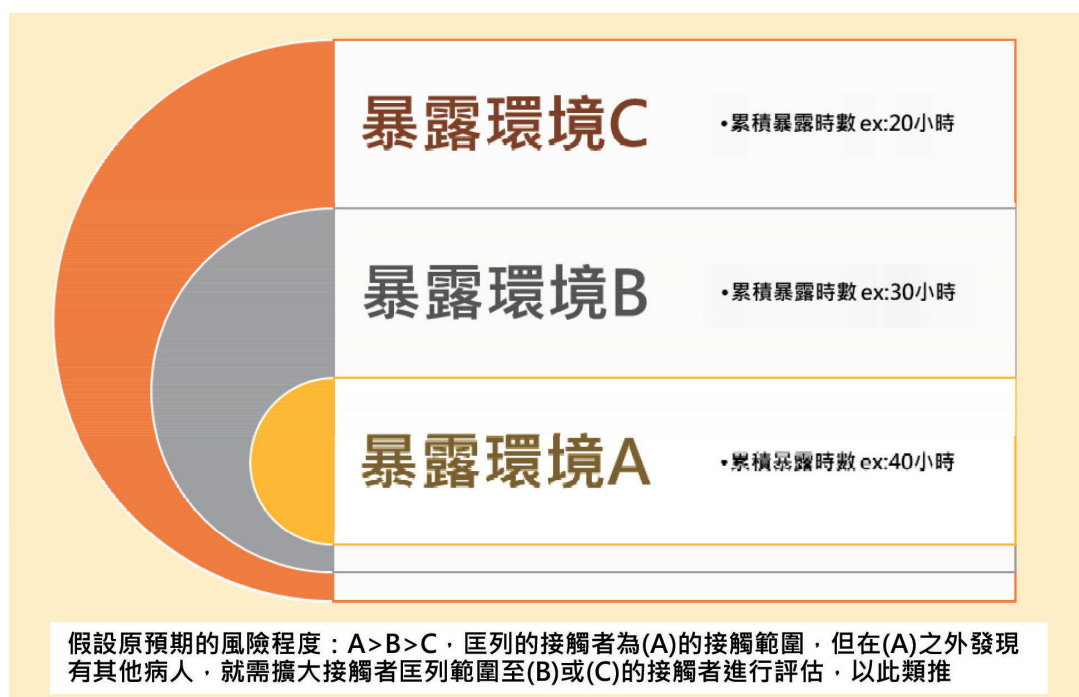 暴露環境C
•累積暴露時數 ex:20小時
暴露環境B
•累積暴露時數 ex:30小時
暴露環境A
•累積暴露時數 ex:40小時
假設原預期的風險程度：A>B>C，匡列的接觸者為(A)的接觸範圍，但在(A)之外發現
有其他病人，就需擴大接觸者匡列範圍至(B)或(C)的接觸者進行評估，以此類推